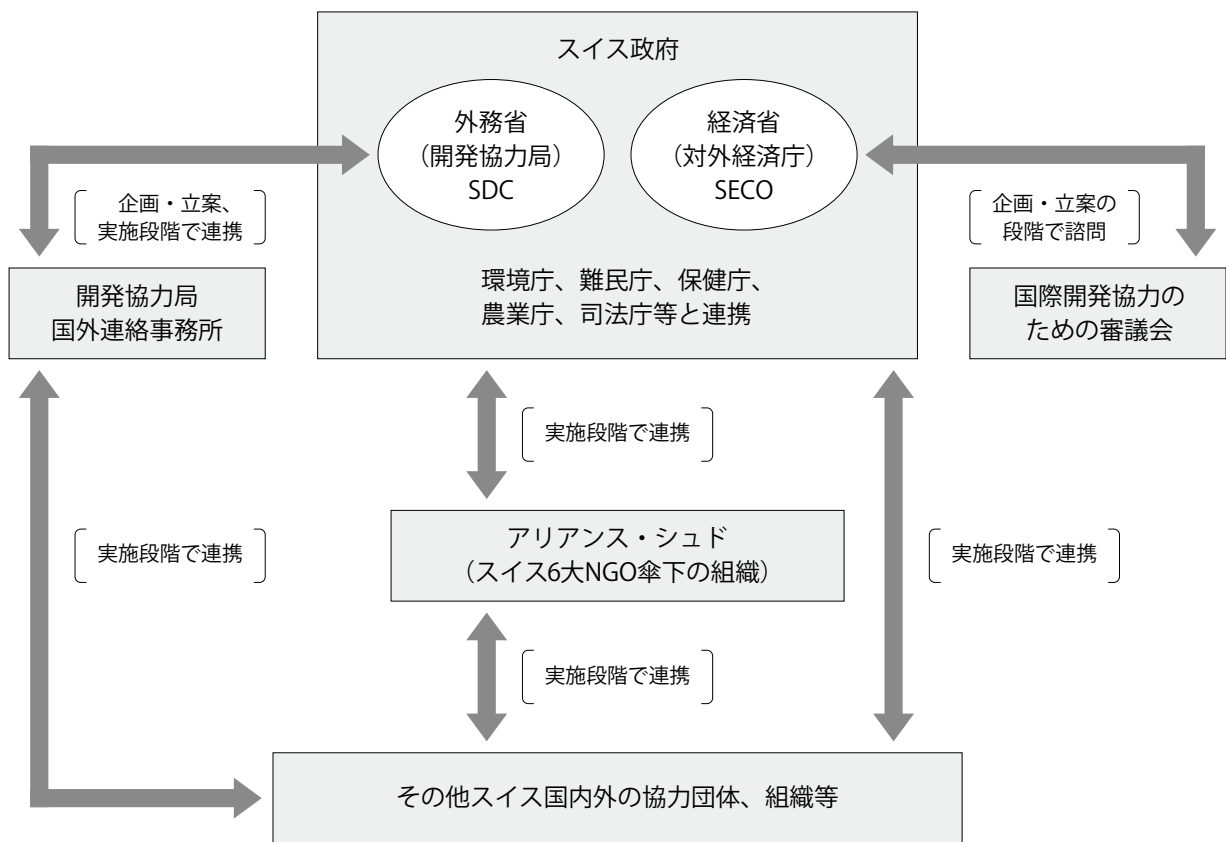 スイス政府
外務省
（開発協力局）
SDC
経済省
（対外経済庁）
SECO
企画・立案、
実施段階で連携
企画・立案の
段階で諮問
環境庁、難民庁、保健庁、
農業庁、司法庁等と連携
開発協力局
国外連絡事務所
国際開発協力の
ための審議会
実施段階で連携
アリアンス・シュド
（スイス6大NGO傘下の組織）
実施段階で連携
実施段階で連携
実施段階で連携
その他スイス国内外の協力団体、組織等